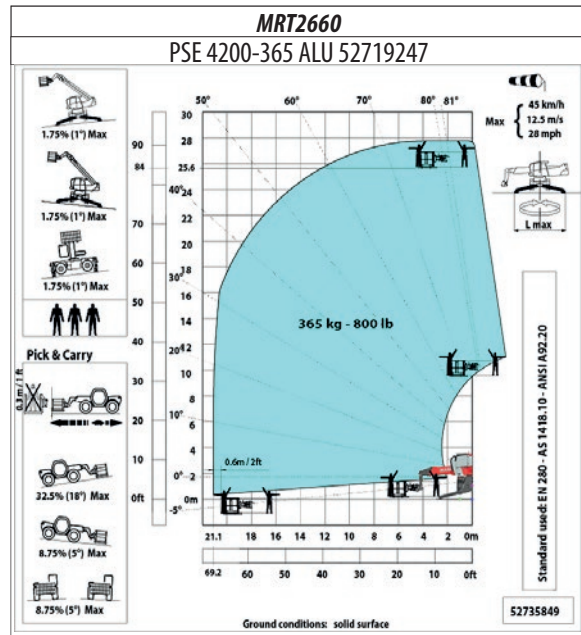 MRT2660
PSE 4200-365 ALU 52719247
1.75% (1°) Max
1.75% (1°) Max
1.75% (1°) Max
Pick & Carry
0.3 m / 1 ft
32.5% (18°) Max
8.75% (5°) Max
8.75% (5°) Max
50° 60° 70° 80° 81°
40°
30°
20°
10°
0°
-5°
90
84
70
60
50
40
30
20
10
0ft
30
28
25.6
24
22
20
18
16
14
12
10
8
6
4
2
0m
365 kg - 800 lb
0.6m / 2ft
21.1 18 16 14 12 10 8 6 4 2 0m
69.2 60 50 40 30 20 10 0ft
Ground conditions: solid surface
Max
45 km/h
12.5 m/s
28 mph
L max
Standard used: EN 280 - AS 1418.10 - ANSI A92.20
52735849